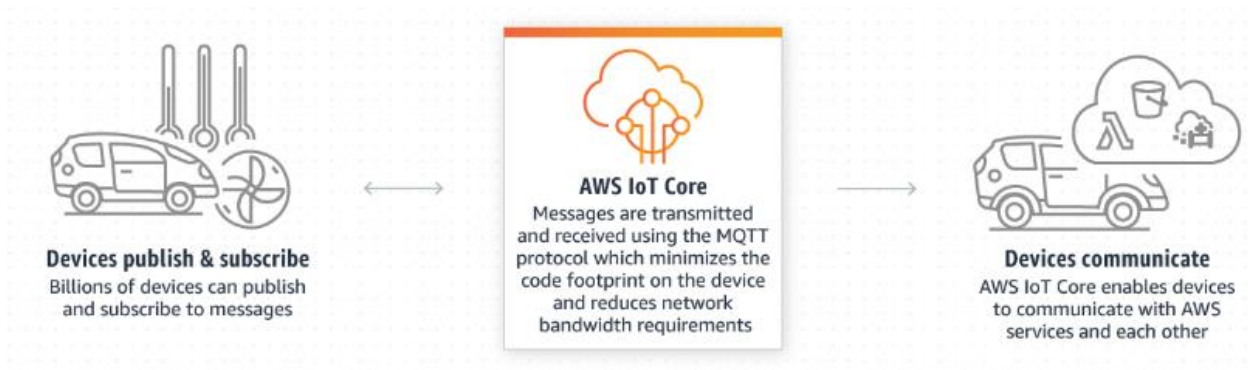 Devices publish & subscribe
Billions of devices can publish
and subscribe to messages
AWS IoT Core
Messages are transmitted
and received using the MQTT
protocol which minimizes the
code footprint on the device
and reduces network
bandwidth requirements
Devices communicate
AWS IoT Core enables devices
to communicate with AWS
services and each other